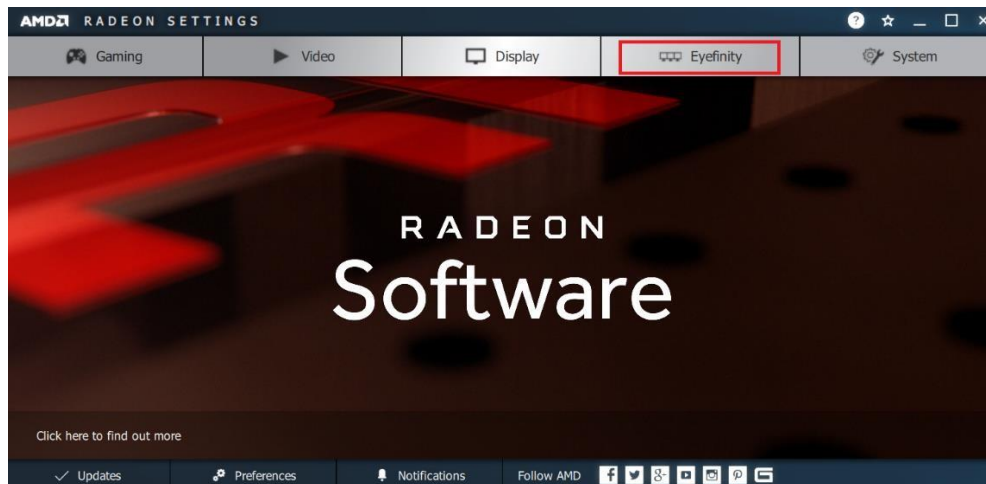 AMD RADEON SETTINGS
Gaming Video Display Eyefinity System
RADEON
Software
Click here to find out more
Updates Preferences Notifications Follow AMD